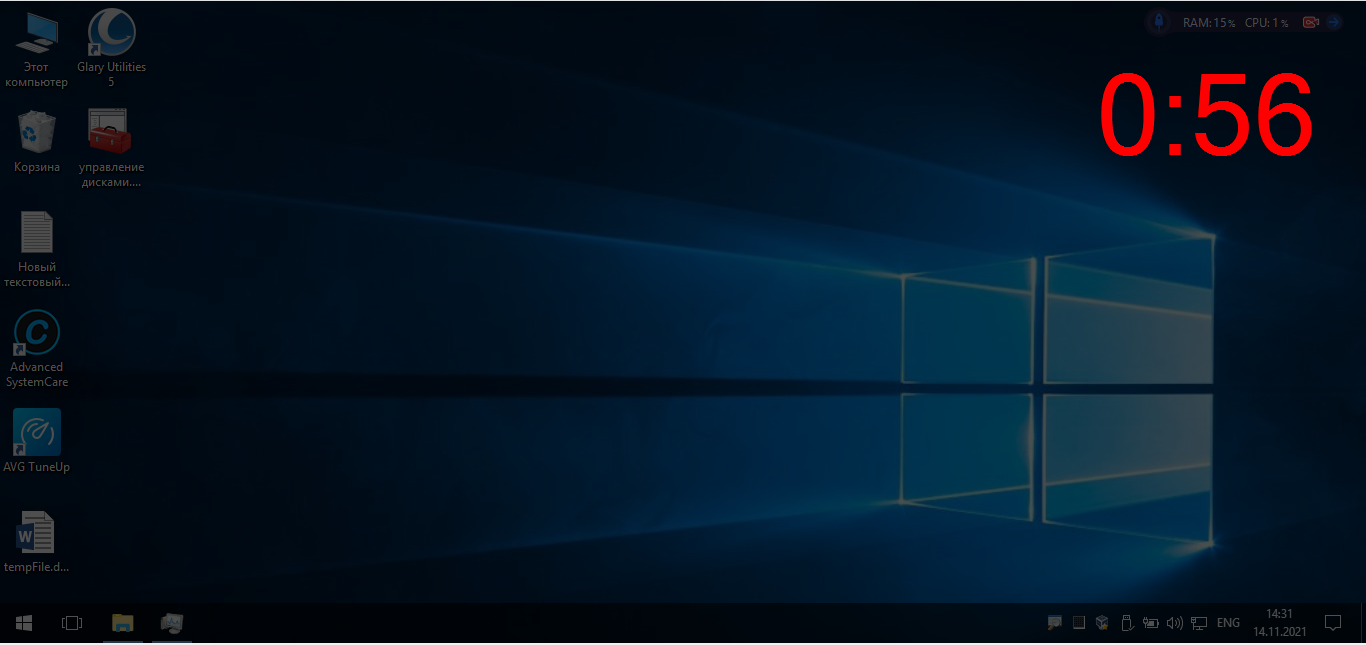 RAM: 15% CPU: 1%
0:56
Этот
компьютер
Glary Utilities
5
Корзина
управление
дисками....
Новый
текстовый...
C
Advanced
SystemCare
AVG TuneUp
W
tempFile.d...
ENG
14:31
14.11.2021